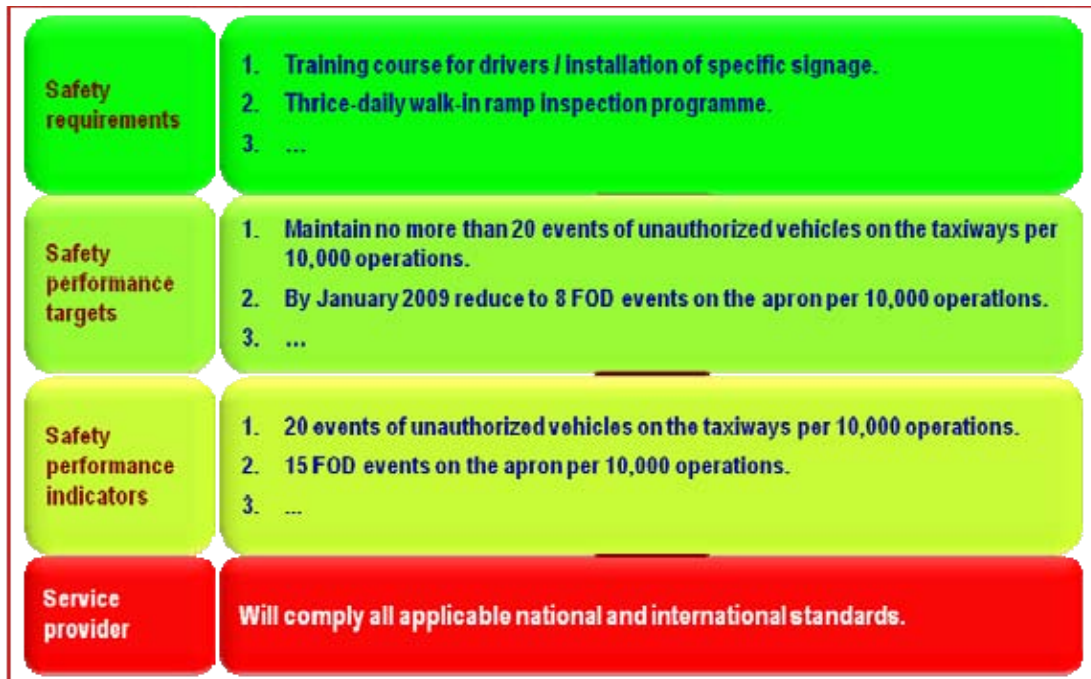 Safety
requirements
1. Training course for drivers / installation of specific signage.
2. Thrice-daily walk-in ramp inspection programme.
3. ...
Safety
performance
targets
1. Maintain no more than 20 events of unauthorized vehicles on the taxiways per
10,000 operations.
2. By January 2009 reduce to 8 FOD events on the apron per 10,000 operations.
3. ...
Safety
performance
indicators
1. 20 events of unauthorized vehicles on the taxiways per 10,000 operations.
2. 15 FOD events on the apron per 10,000 operations.
3. ...
Service
provider
Will comply all applicable national and international standards.